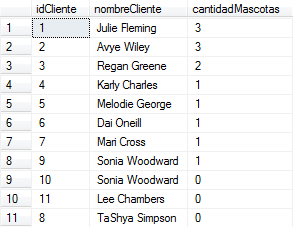 idCliente nombreCliente cantidadMascotas
1 1 Julie Fleming 3
2 2 Avye Wiley 3
3 3 Regan Greene 2
4 4 Karly Charles 1
5 5 Melodie George 1
6 6 Dai Oneill 1
7 7 Mari Cross 1
8 9 Sonia Woodward 1
9 10 Sonia Woodward 0
10 11 Lee Chambers 0
11 8 TaShya Simpson 0